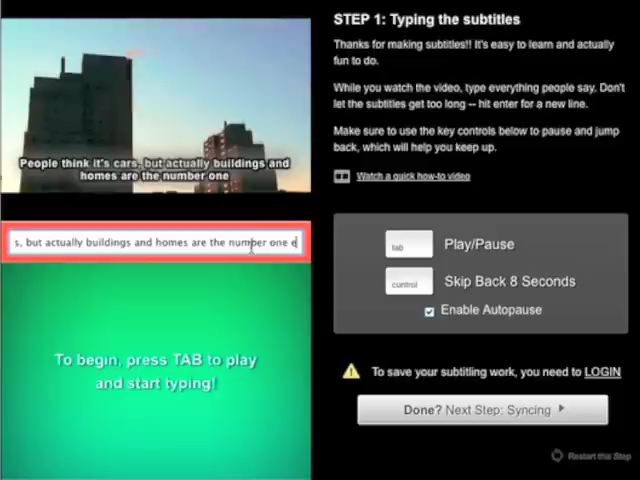 People think it's cars, but actually buildings and
homes are the number one
s, but actually buildings and homes are the number one e
To begin, press TAB to play
and start typing!
STEP 1: Typing the subtitles
Thanks for making subtitles!! It's easy to learn and actually
fun to do.
While you watch the video, type everything people say. Don't
let the subtitles get too long -- hit enter for a new line.
Make sure to use the key controls below to pause and jump
back, which will help you keep up.
Watch a quick how-to video
tab Play/Pause
control Skip Back 8 Seconds
Enable Autopause
To save your subtitling work, you need to LOGIN
Done? Next Step: Syncing
Restart this Step